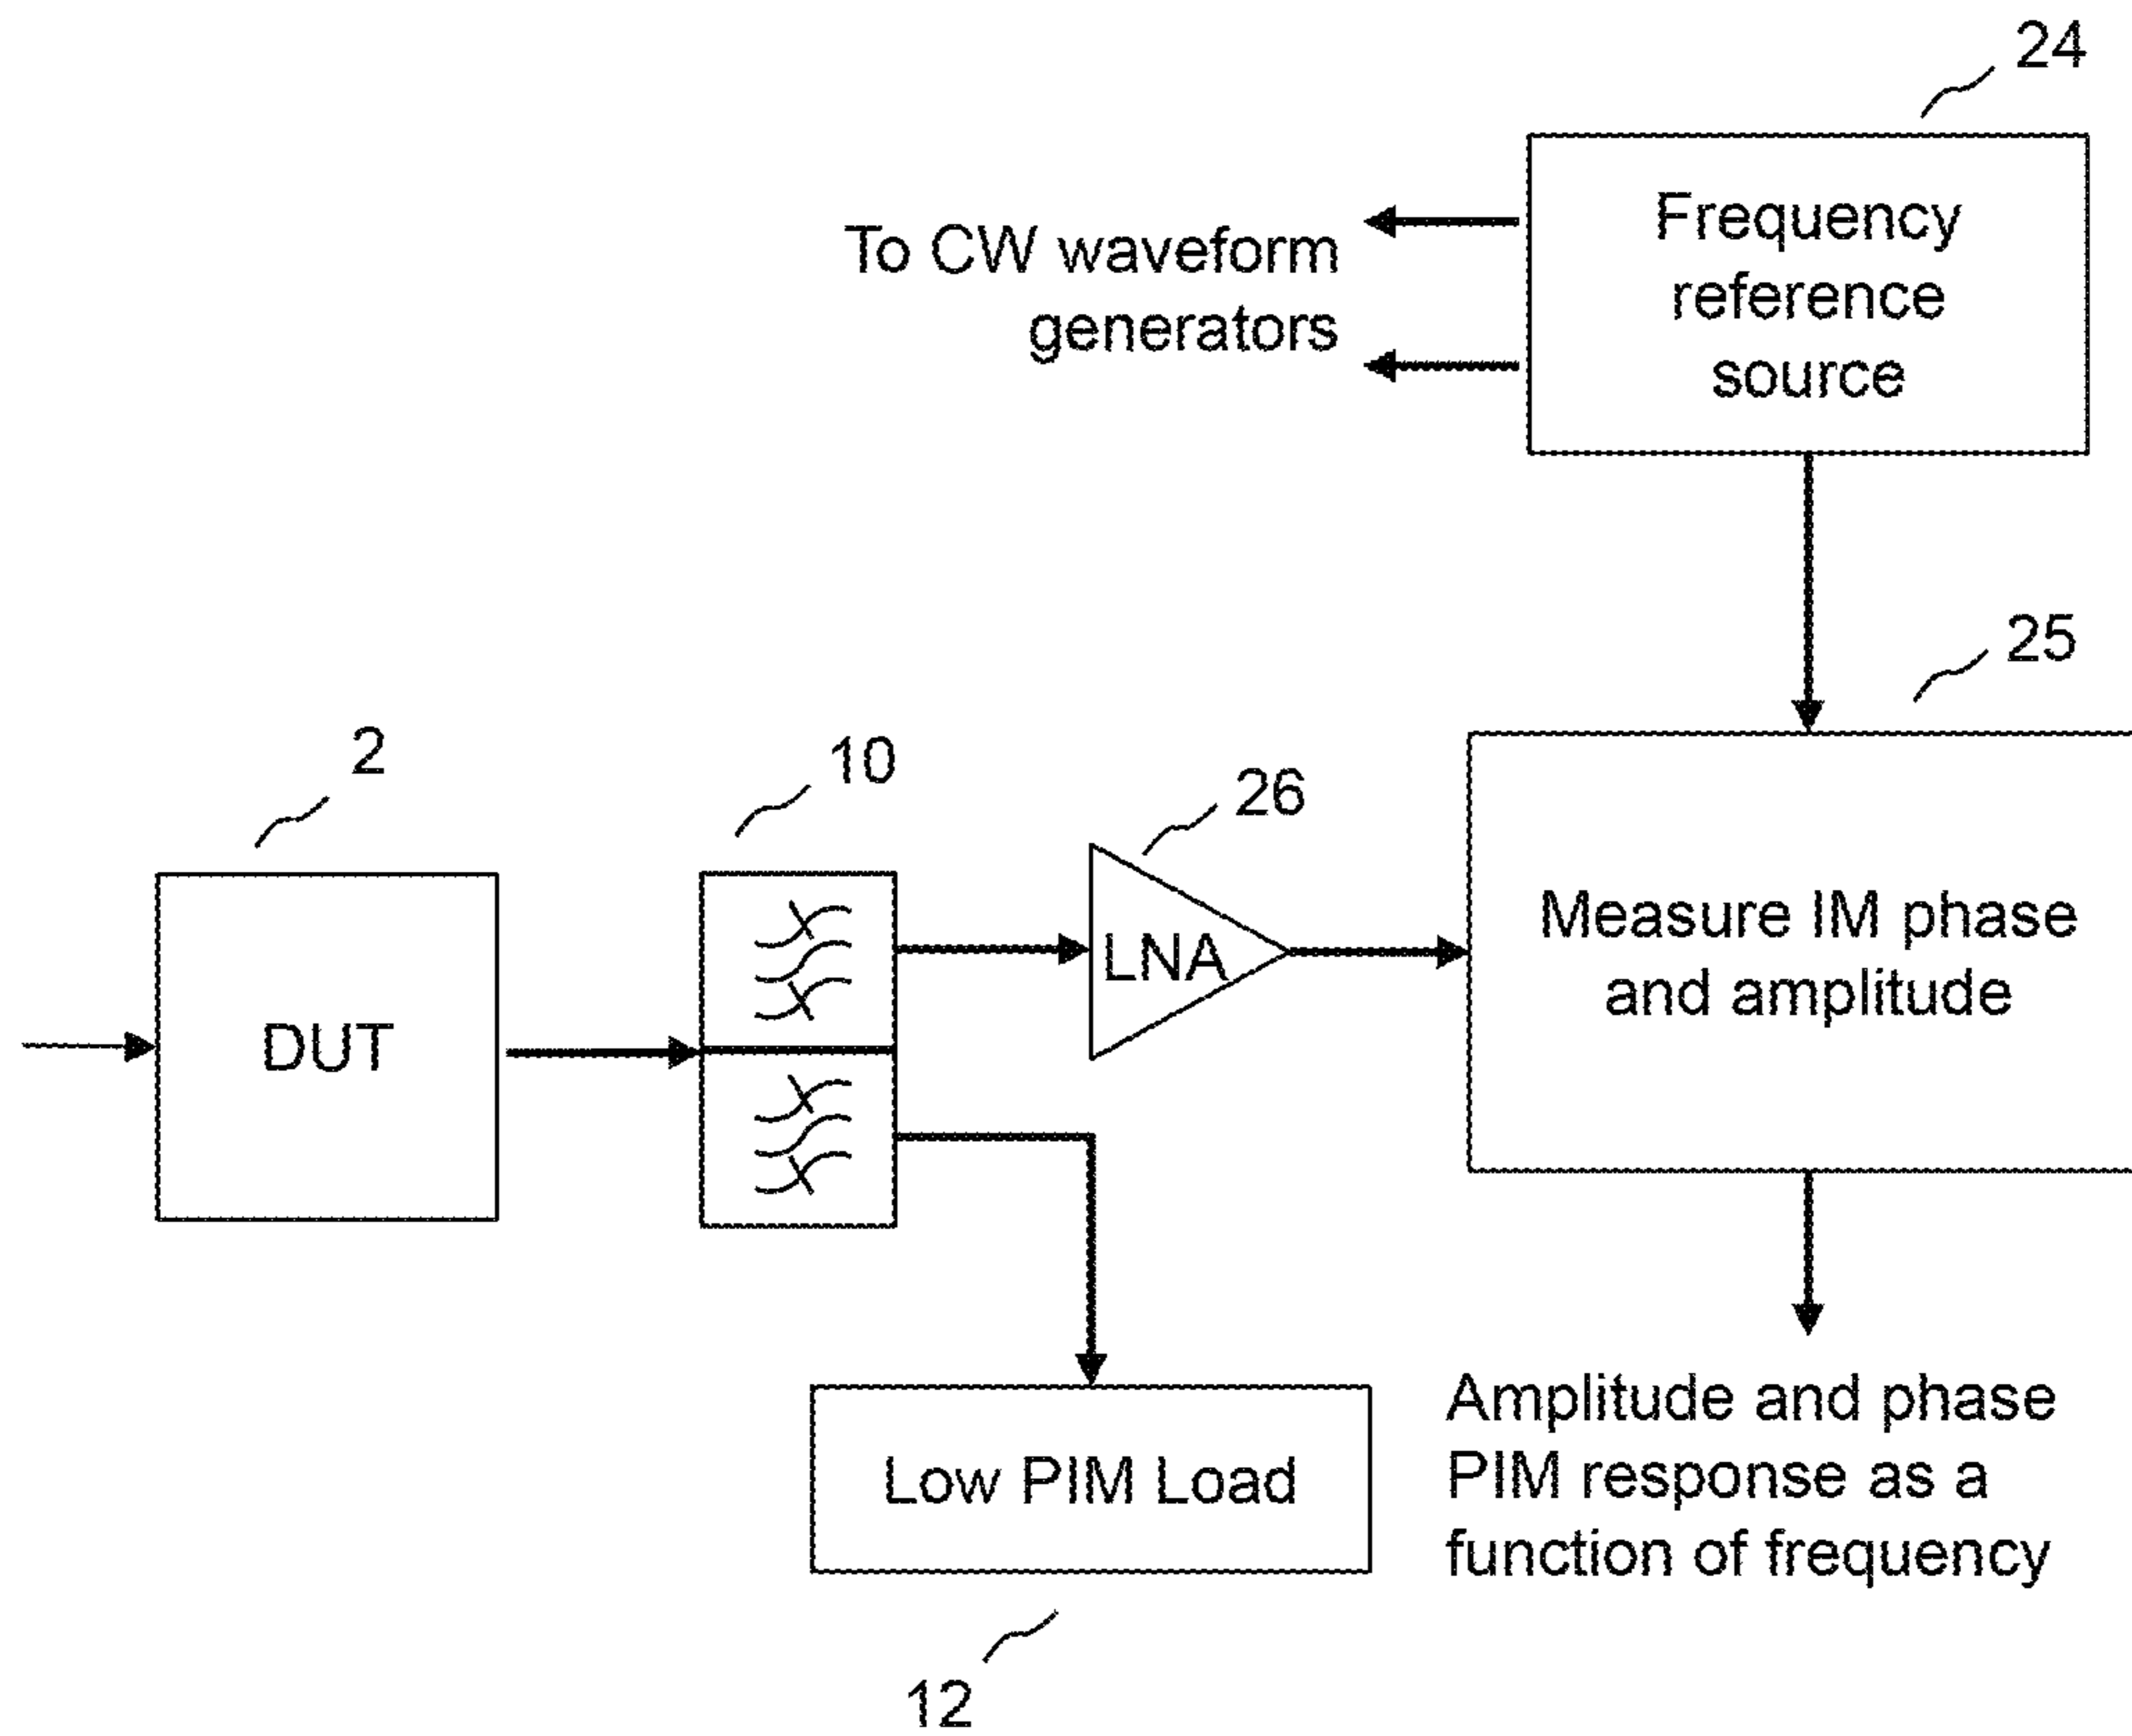 24
To CW waveform
generators
Frequency
reference
source
25
2
10
26
DUT
LNA
Measure IM phase
and amplitude
Low PIM Load
Amplitude and phase
PIM response as a
function of frequency
12